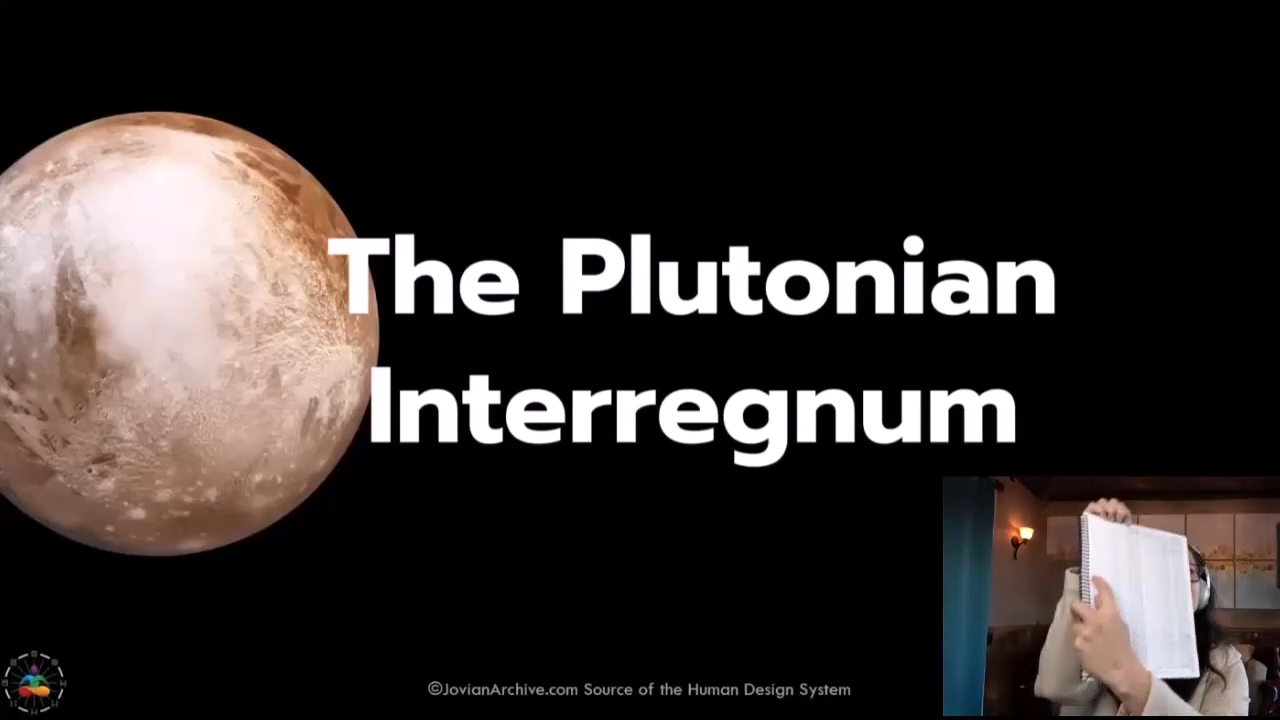 The Plutonian
Interregnum
©JovianArchive.com Source of the Human Design System